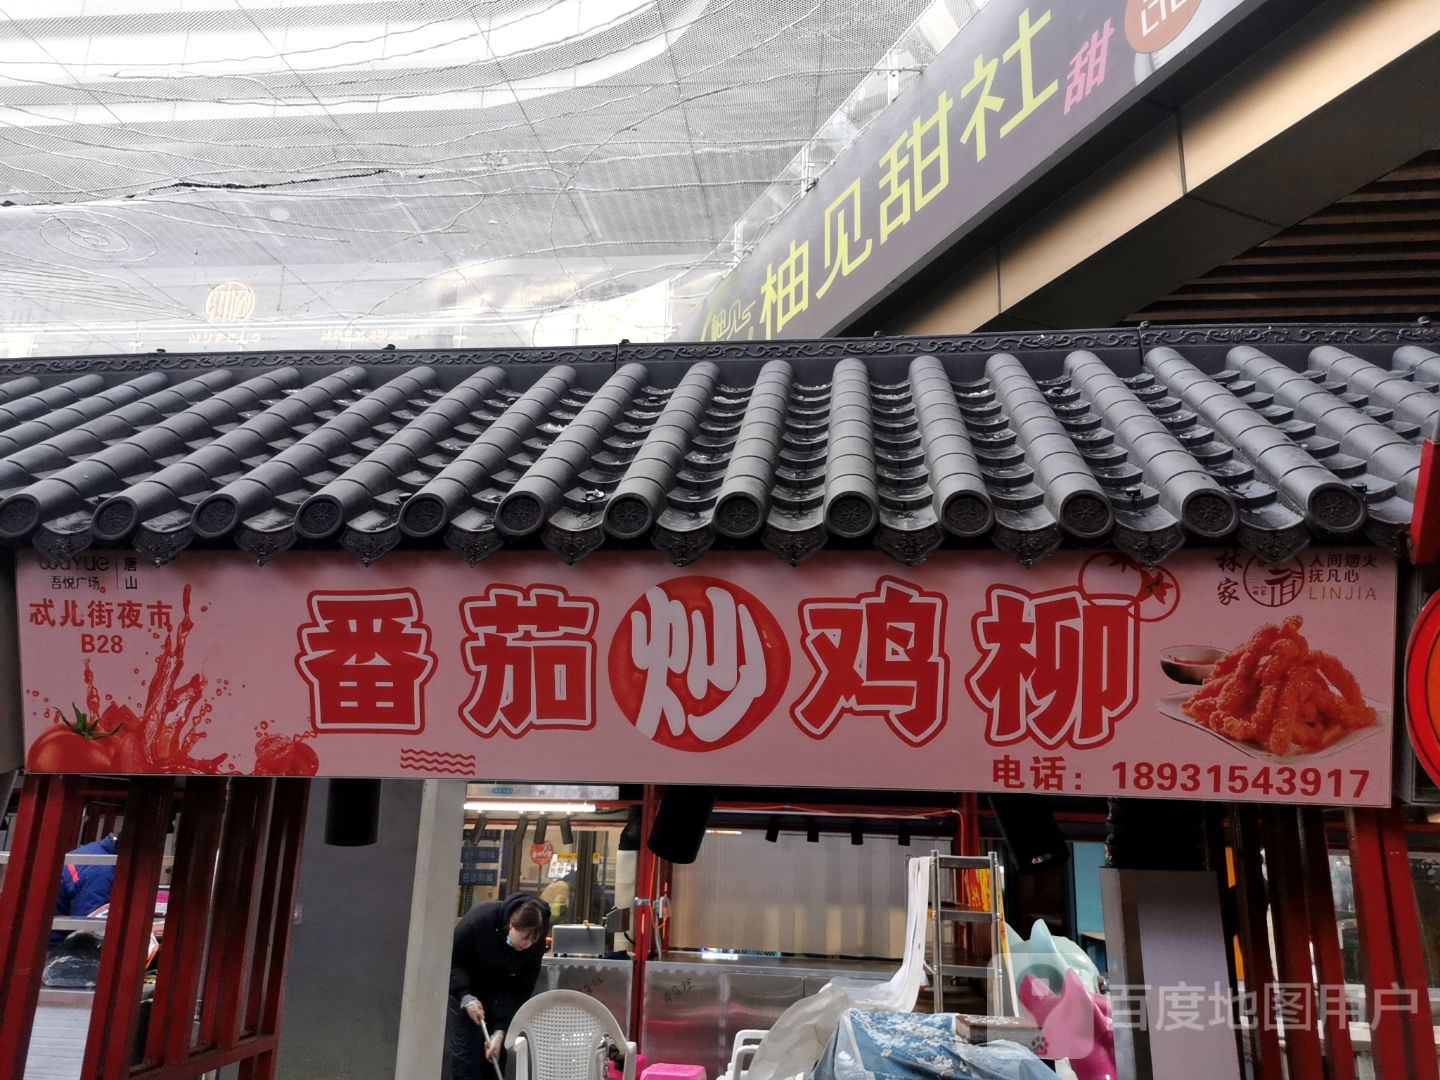 柚见甜社
甜
WUYUE
吾悦广场
唐山
忒儿街夜市
B28
番茄炒鸡柳
林家
人间烟火
抚凡心
LINJIA
电话：18931543917
百度地图用户